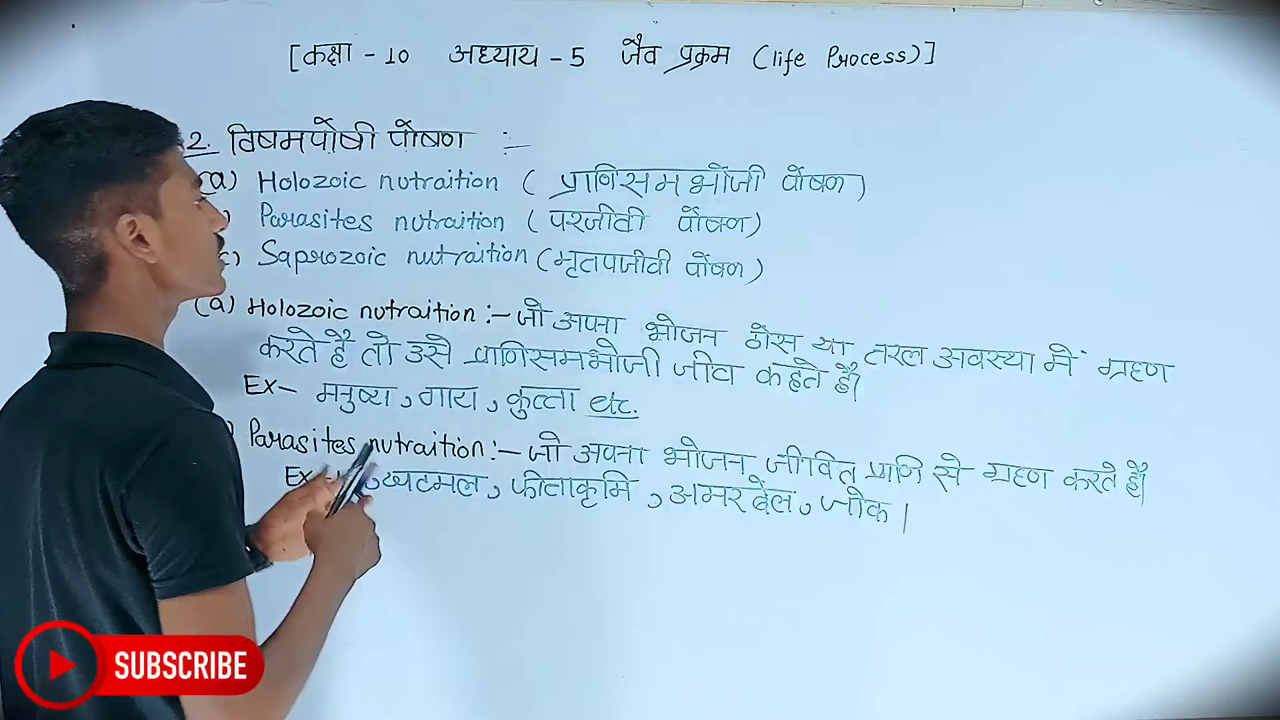 [कक्षा - 10 अध्याय - 5 जैव प्रक्रम (life Process)]
2. विषमपोषी पोषण :-
(a) Holozoic nutraition ( प्राणिसमभोजी पोषण)
) Parasites nutraition (परजीवी पोषण)
c) Saprozoic nutraition (मृतपजीवी पोषण)
(a) Holozoic nutraition :- जो अपना भोजन ठोस या तरल अवस्था में ग्रहण
करते है तो उसे प्राणिसमभोजी जीव कहते है।
Ex- मनुष्य, गाय, कुत्ता etc.
) Parasites nutraition :- जो अपना भोजन जीवित प्राणि से ग्रहण करते है।
Ex- , खटमल, फीताकृमि, अमरबेल, जोक।
SUBSCRIBE